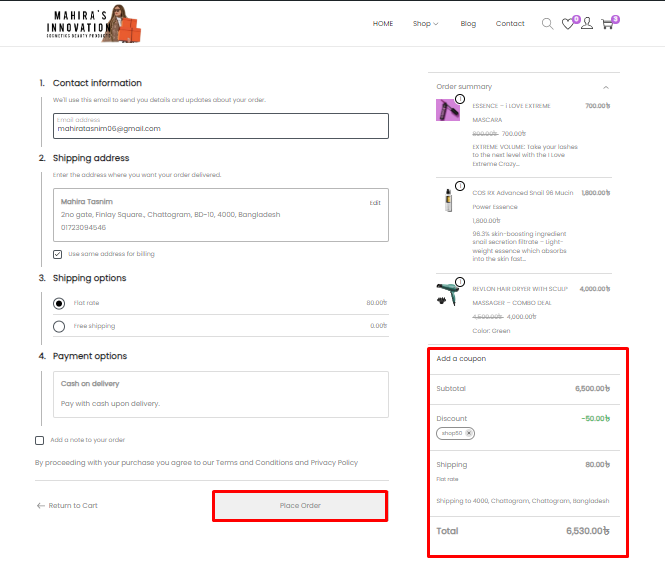 MAHIRA'S
INNOVATION
COSMETICS BEAUTY PRODUCTS
HOME
Shop
Blog
Contact
0
3
1. Contact information
We'll use this email to send you details and updates about your order.
Email address
mahiratasnim06@gmail.com
2. Shipping address
Enter the address where you want your order delivered.
Mahira Tasnim
Edit
2no gate, Finlay Square., Chattogram, BD-10, 4000, Bangladesh
01723094546
Use same address for billing
3. Shipping options
Flat rate 80.00৳
Free shipping 0.00৳
4. Payment options
Cash on delivery
Pay with cash upon delivery.
Add a note to your order
By proceeding with your purchase you agree to our Terms and Conditions and Privacy Policy
Return to Cart
Place Order
Order summary
1
ESSENCE – i LOVE EXTREME 700.00৳
MASCARA
800.00৳ 700.00৳
EXTREME VOLUME: Take your lashes
to the next level with the I Love
Extreme Crazy...
1
COS RX Advanced Snail 96 Mucin 1,800.00৳
Power Essence
1,800.00৳
96.3% skin-boosting ingredient
snail secretion filtrate – Light-
weight essence which absorbs
into the skin fast...
1
REVLON HAIR DRYER WITH SCULP 4,000.00৳
MASSAGER – COMBO DEAL
4,500.00৳ 4,000.00৳
Color: Green
Add a coupon
Subtotal 6,500.00৳
Discount -50.00৳
shop50
Shipping 80.00৳
Flat rate
Shipping to 4000, Chattogram, Chattogram, Bangladesh
Total 6,530.00৳